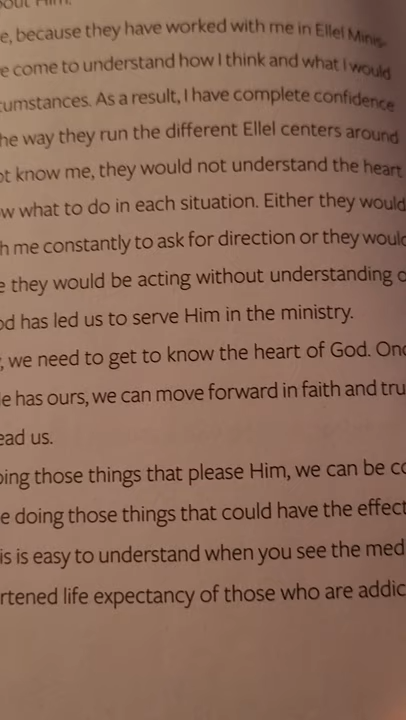 out Him.
e, because they have worked with me in Ellel Minis-
e come to understand how I think and what I would
cumstances. As a result, I have complete confidence
he way they run the different Ellel centers around
ot know me, they would not understand the heart
w what to do in each situation. Either they would
h me constantly to ask for direction or they would
e they would be acting without understanding o
od has led us to serve Him in the ministry.
, we need to get to know the heart of God. Onc
e has ours, we can move forward in faith and tru
ead us.
oing those things that please Him, we can be co
e doing those things that could have the effect
is is easy to understand when you see the med
rtened life expectancy of those who are addic